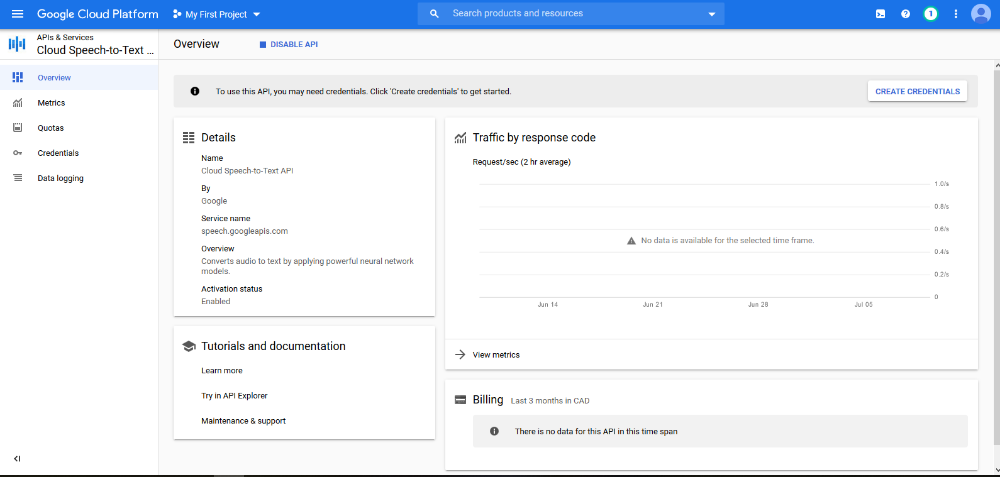 Google Cloud Platform
My First Project
Search products and resources
1
APIs & Services
Cloud Speech-to-Text ...
Overview
DISABLE API
Overview
Metrics
Quotas
Credentials
Data logging
To use this API, you may need credentials. Click 'Create credentials' to get started.
CREATE CREDENTIALS
Details
Name
Cloud Speech-to-Text API
By
Google
Service name
speech.googleapis.com
Overview
Converts audio to text by applying powerful neural network
models.
Activation status
Enabled
Tutorials and documentation
Learn more
Try in API Explorer
Maintenance & support
Traffic by response code
Request/sec (2 hr average)
1.0/s
0.8/s
0.6/s
No data is available for the selected time frame.
0.4/s
0.2/s
0
Jun 14 Jun 21 Jun 28 Jul 05
View metrics
Billing Last 3 months in CAD
There is no data for this API in this time span